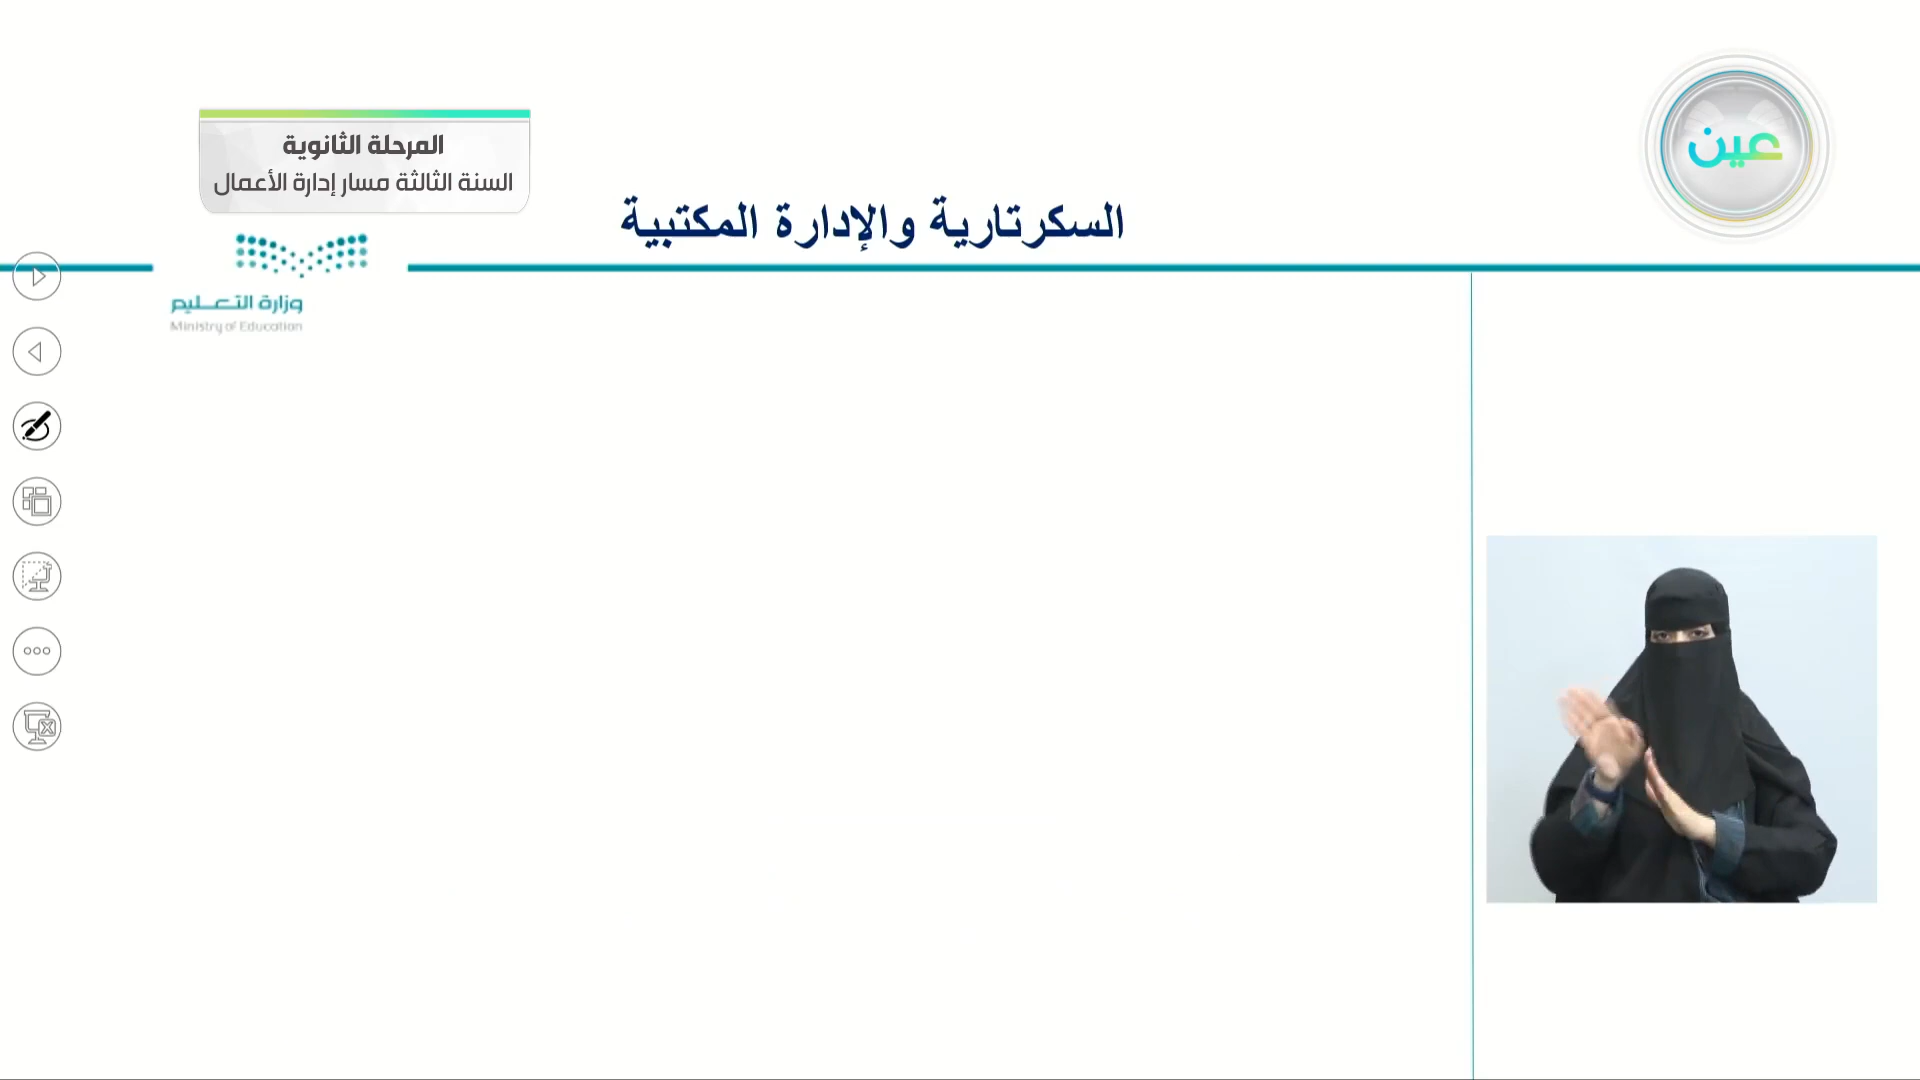 عين
المرحلة الثانوية
السنة الثالثة مسار إدارة الأعمال
السكرتارية والإدارة المكتبية
وزارة التعليم
Ministry of Education